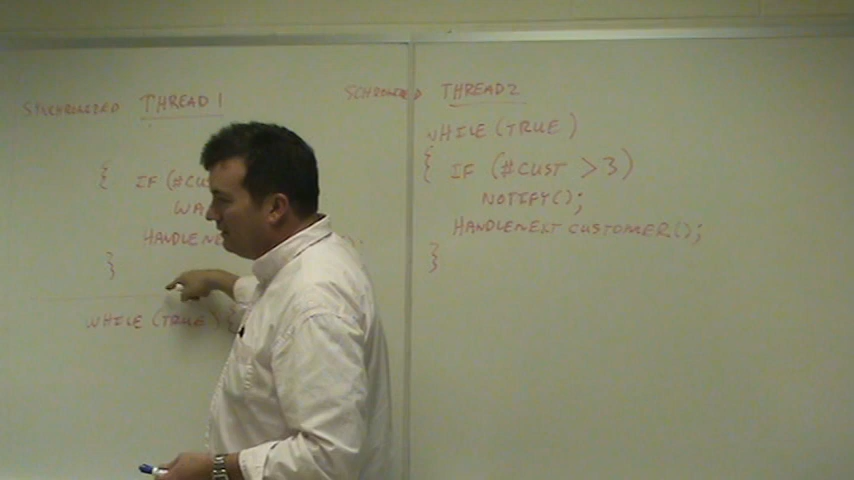 SYNCHRONIZED THREAD 1
{ IF (#CUS
WA
HANDLENE
}
WHILE (TRUE) {
THREAD 2
WHILE (TRUE)
{ IF (#CUST >3)
NOTIFY();
HANDLENEXT CUSTOMER();
}